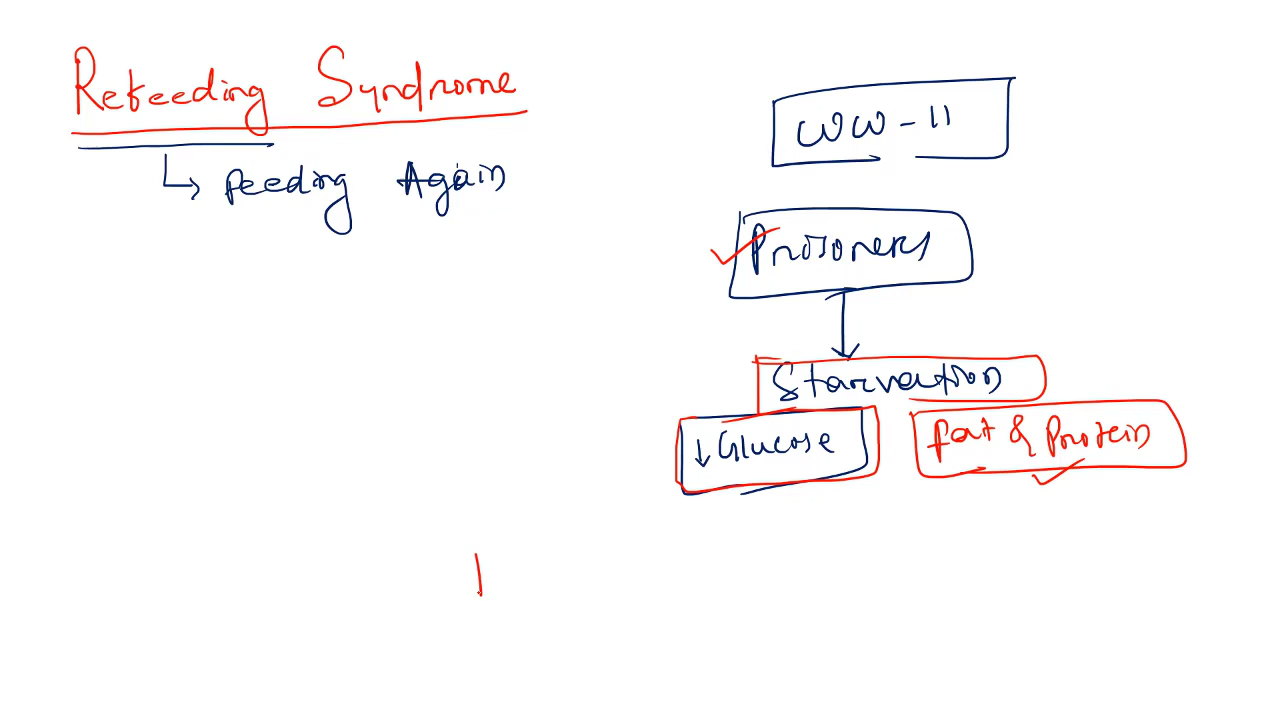 Refeeding Syndrome
↳ Feeding Again
WW-II
Prisoners
Starvation
↓ Glucose
Fat & Protein